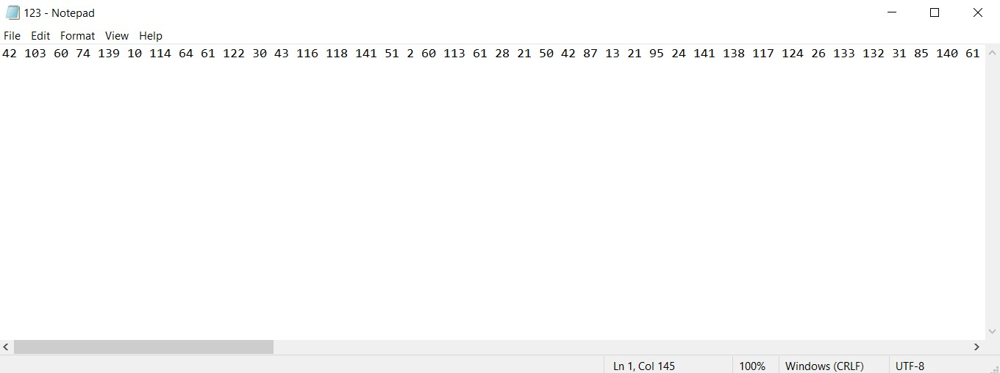 123 - Notepad
File Edit Format View Help
42 103 60 74 139 10 114 64 61 122 30 43 116 118 141 51 2 60 113 61 28 21 50 42 87 13 21 95 24 141 138 117 124 26 133 132 31 85 140 61
Ln 1, Col 145 100% Windows (CRLF) UTF-8